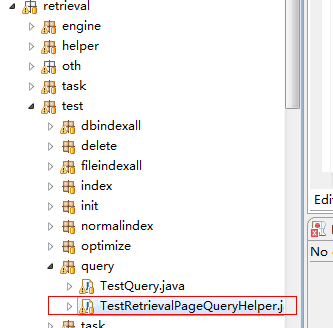 retrieval
engine
helper
oth
task
test
dbindexall
delete
fileindexall
index
init
normalindex
optimize
query
TestQuery.java
TestRetrievalPageQueryHelper.j
task
Edi
No